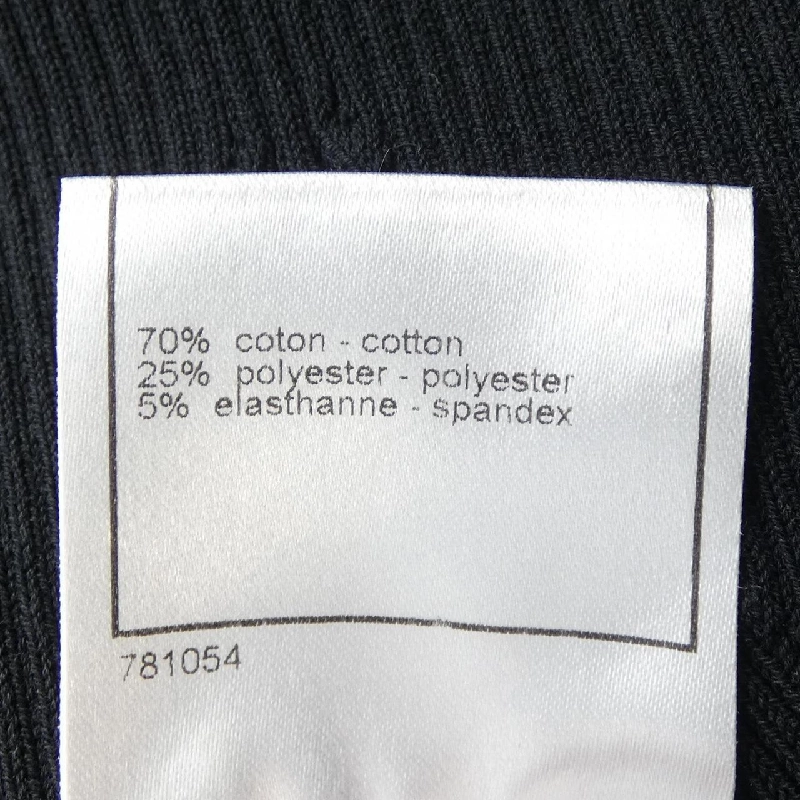 70% coton - cotton
25% polyester - polyester
5% elasthanne - spandex
781054